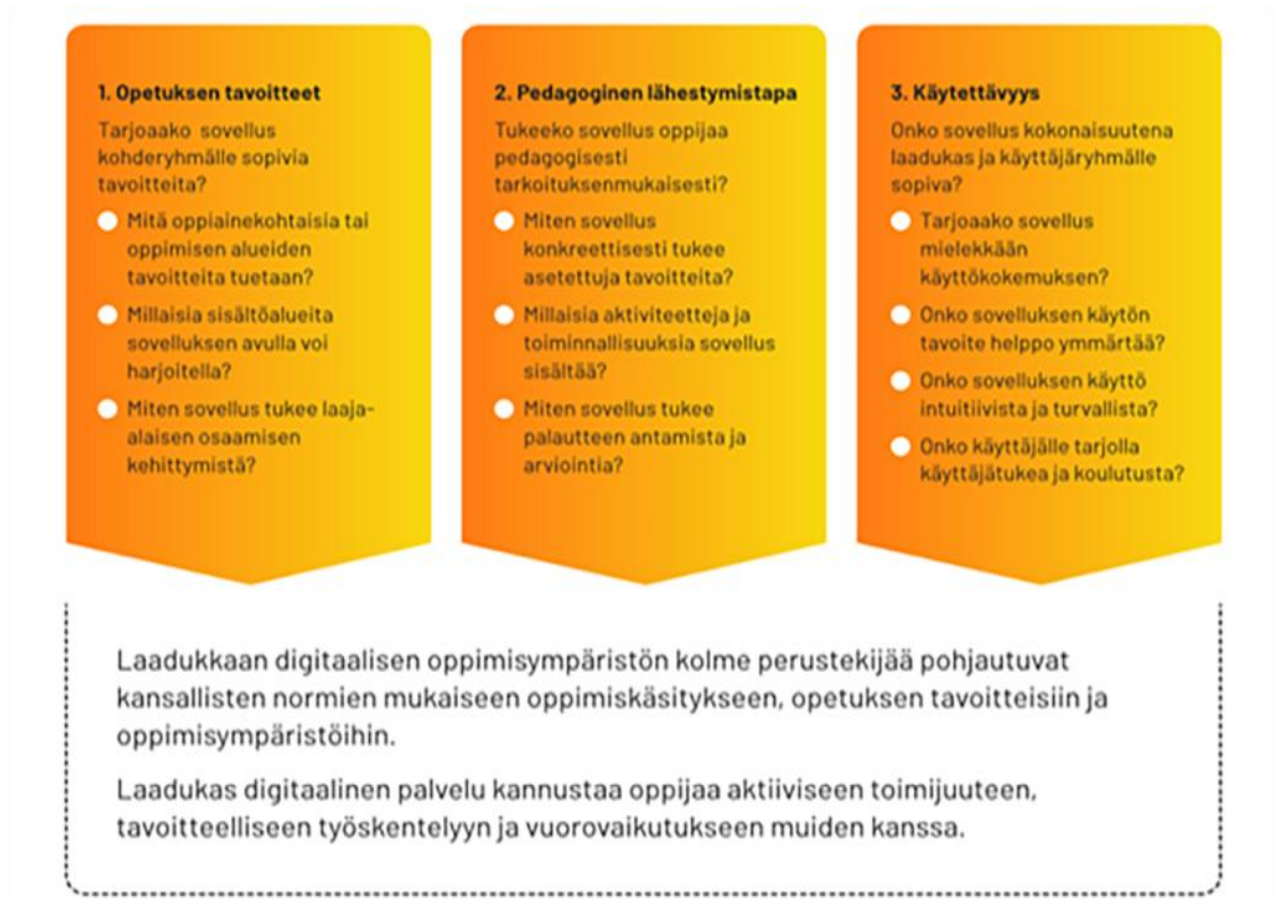 1. Opetuksen tavoitteet
Tarjoaako sovellus
kohderyhmälle sopivia
tavoitteita?
Mitä oppiainekohtaisia tai
oppimisen alueiden
tavoitteita tuetaan?
Millaisia sisältöalueita
sovelluksen avulla voi
harjoitella?
Miten sovellus tukee laaja-
alaisen osaamisen
kehittymistä?
2. Pedagoginen lähestymistapa
Tukeeko sovellus oppijaa
pedagogisesti
tarkoituksenmukaisesti?
Miten sovellus
konkreettisesti tukee
asetettuja tavoitteita?
Millaisia aktiviteetteja ja
toiminnallisuuksia sovellus
sisältää?
Miten sovellus tukee
palautteen antamista ja
arviointia?
3. Käytettävyys
Onko sovellus kokonaisuutena
laadukas ja käyttäjäryhmälle
sopiva?
Tarjoaako sovellus
mielekkään
käyttökokemuksen?
Onko sovelluksen käytön
tavoite helppo ymmärtää?
Onko sovelluksen käyttö
intuitiivista ja turvallista?
Onko käyttäjälle tarjolla
käyttäjätukea ja koulutusta?
Laadukkaan digitaalisen oppimisympäristön kolme perustekijää pohjautuvat
kansallisten normien mukaiseen oppimiskäsitykseen, opetuksen tavoitteisiin ja
oppimisympäristöihin.
Laadukas digitaalinen palvelu kannustaa oppijaa aktiiviseen toimijuuteen,
tavoitteelliseen työskentelyyn ja vuorovaikutukseen muiden kanssa.